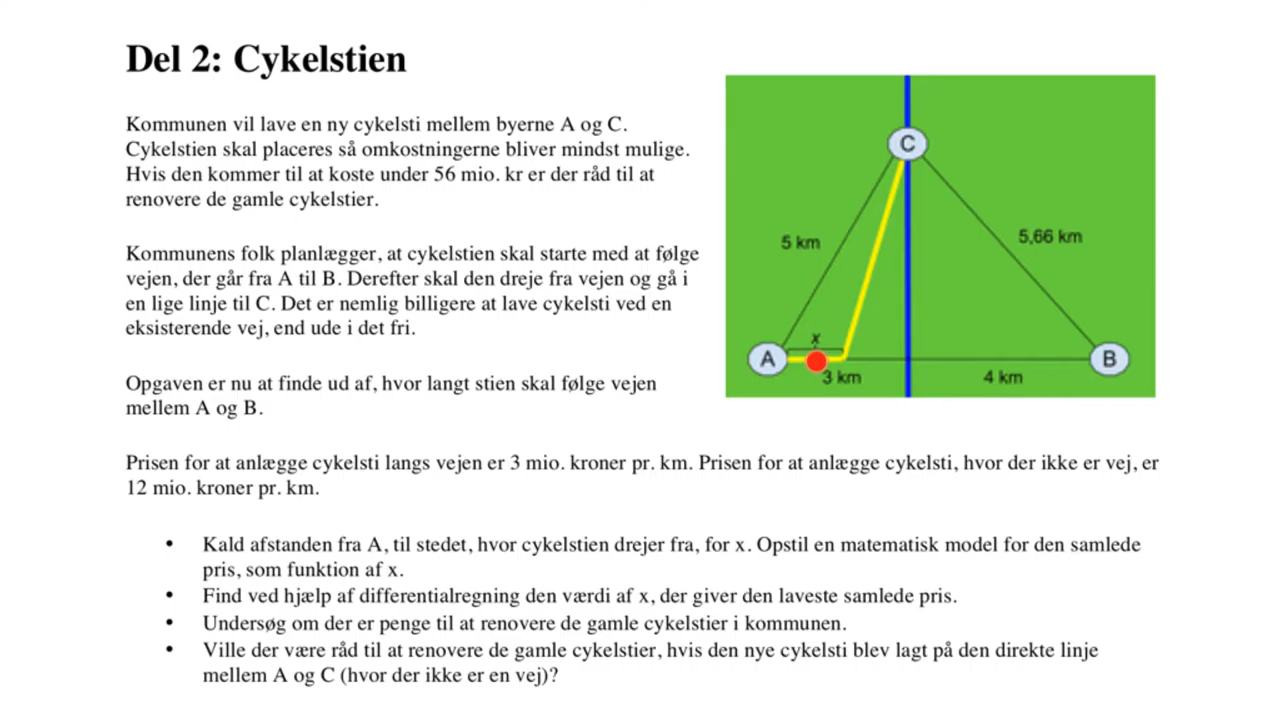 Del 2: Cykelstien
Kommunen vil lave en ny cykelsti mellem byerne A og C.
Cykelstien skal placeres så omkostningerne bliver mindst mulige.
Hvis den kommer til at koste under 56 mio. kr er der råd til at
renovere de gamle cykelstier.
Kommunens folk planlægger, at cykelstien skal starte med at følge
vejen, der går fra A til B. Derefter skal den dreje fra vejen og gå i
en lige linje til C. Det er nemlig billigere at lave cykelsti ved en
eksisterende vej, end ude i det fri.
Opgaven er nu at finde ud af, hvor langt stien skal følge vejen
mellem A og B.
C
5 km
5,66 km
x
A
B
3 km
4 km
Prisen for at anlægge cykelsti langs vejen er 3 mio. kroner pr. km. Prisen for at anlægge cykelsti, hvor der ikke er vej, er
12 mio. kroner pr. km.
• Kald afstanden fra A, til stedet, hvor cykelstien drejer fra, for x. Opstil en matematisk model for den samlede
pris, som funktion af x.
• Find ved hjælp af differentialregning den værdi af x, der giver den laveste samlede pris.
• Undersøg om der er penge til at renovere de gamle cykelstier i kommunen.
• Ville der være råd til at renovere de gamle cykelstier, hvis den nye cykelsti blev lagt på den direkte linje
mellem A og C (hvor der ikke er en vej)?